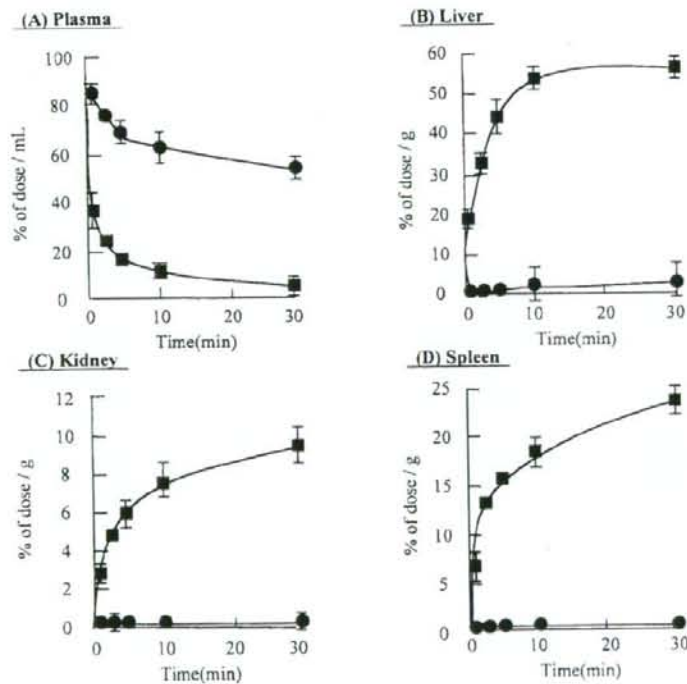 (A) Plasma
% of dose / mL
100
80
60
40
20
0
0 10 20 30
Time(min)
(B) Liver
% of dose / g
60
50
40
30
20
10
0
0 10 20 30
Time(min)
(C) Kidney
% of dose / g
12
10
8
6
4
2
0
0 10 20 30
Time(min)
(D) Spleen
% of dose / g
25
20
15
10
5
0
0 10 20 30
Time(min)